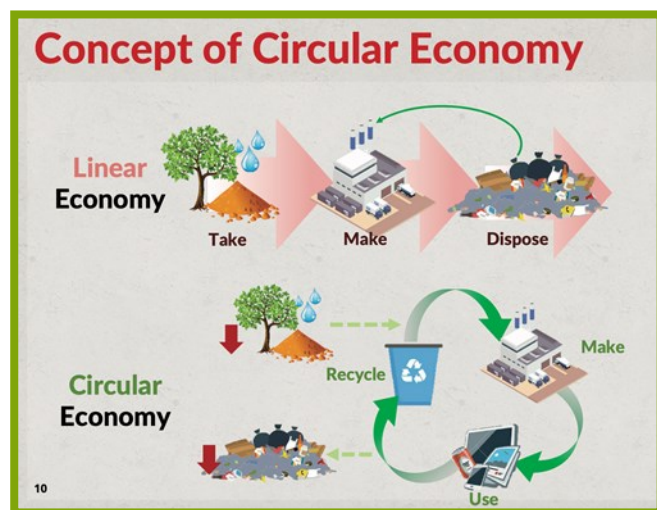 Concept of Circular Economy
Linear
Economy
Take
Make
Dispose
Recycle
Make
Circular
Economy
Use
10